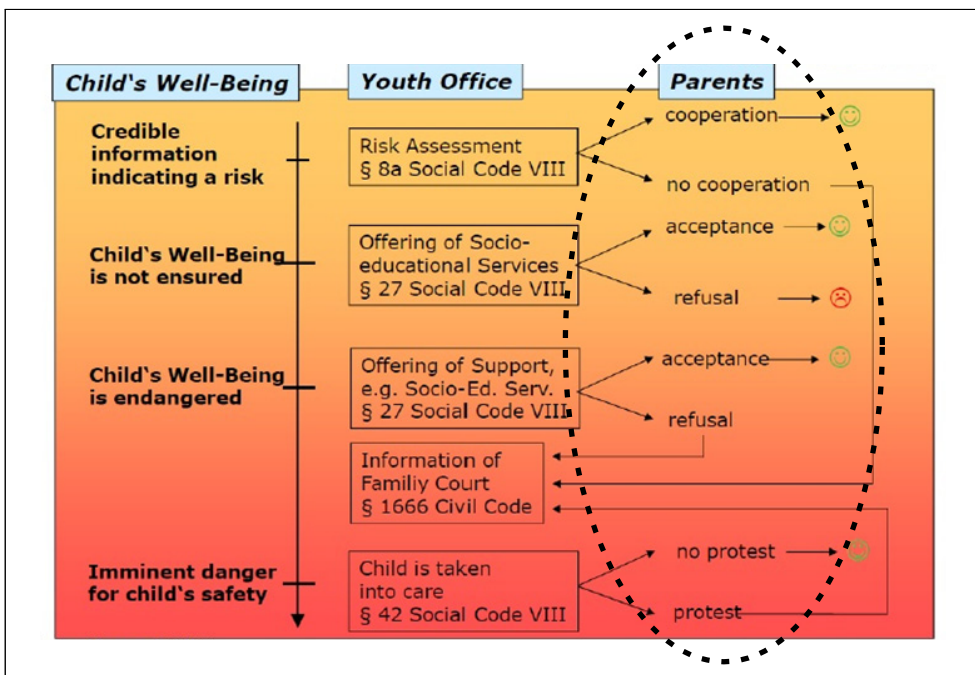 Child's Well-Being
Youth Office
Parents
Credible
information
indicating a risk
Risk Assessment
§ 8a Social Code VIII
cooperation
no cooperation
Child's Well-Being
is not ensured
Offering of Socio-
educational Services
§ 27 Social Code VIII
acceptance
refusal
Child's Well-Being
is endangered
Offering of Support,
e.g. Socio-Ed. Serv.
§ 27 Social Code VIII
acceptance
refusal
Information of
Familiy Court
§ 1666 Civil Code
Imminent danger
for child's safety
Child is taken
into care
§ 42 Social Code VIII
no protest
protest